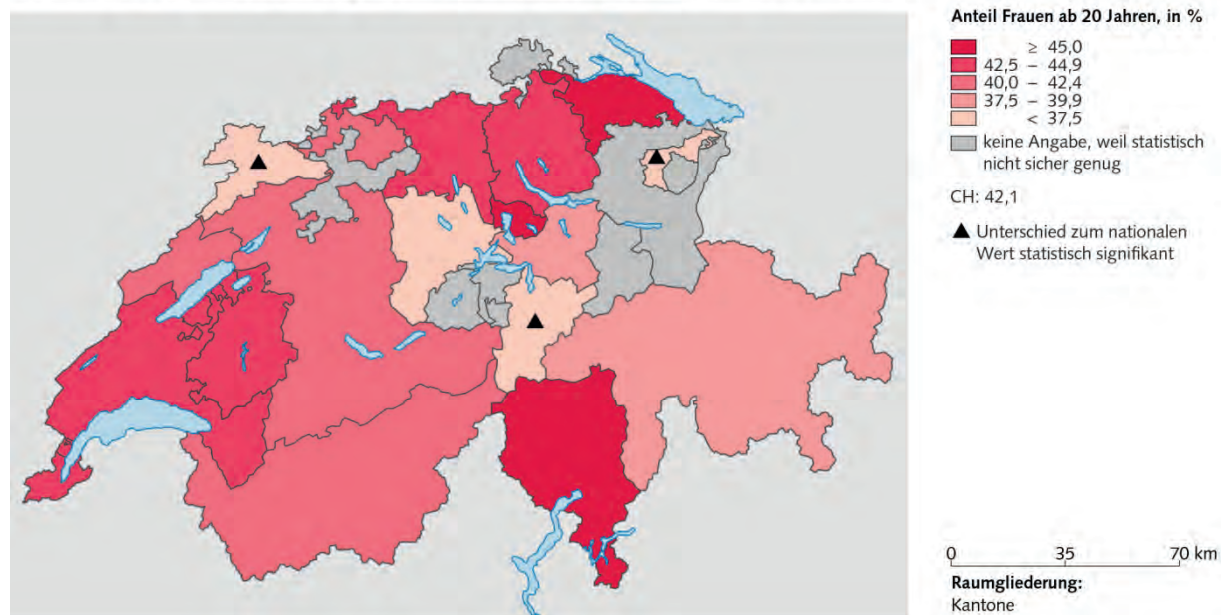 Anteil Frauen ab 20 Jahren, in %
≥ 45,0
42,5 – 44,9
40,0 – 42,4
37,5 – 39,9
< 37,5
keine Angabe, weil statistisch
nicht sicher genug
CH: 42,1
Unterschied zum nationalen
Wert statistisch signifikant
0 35 70 km
Raumgliederung:
Kantone